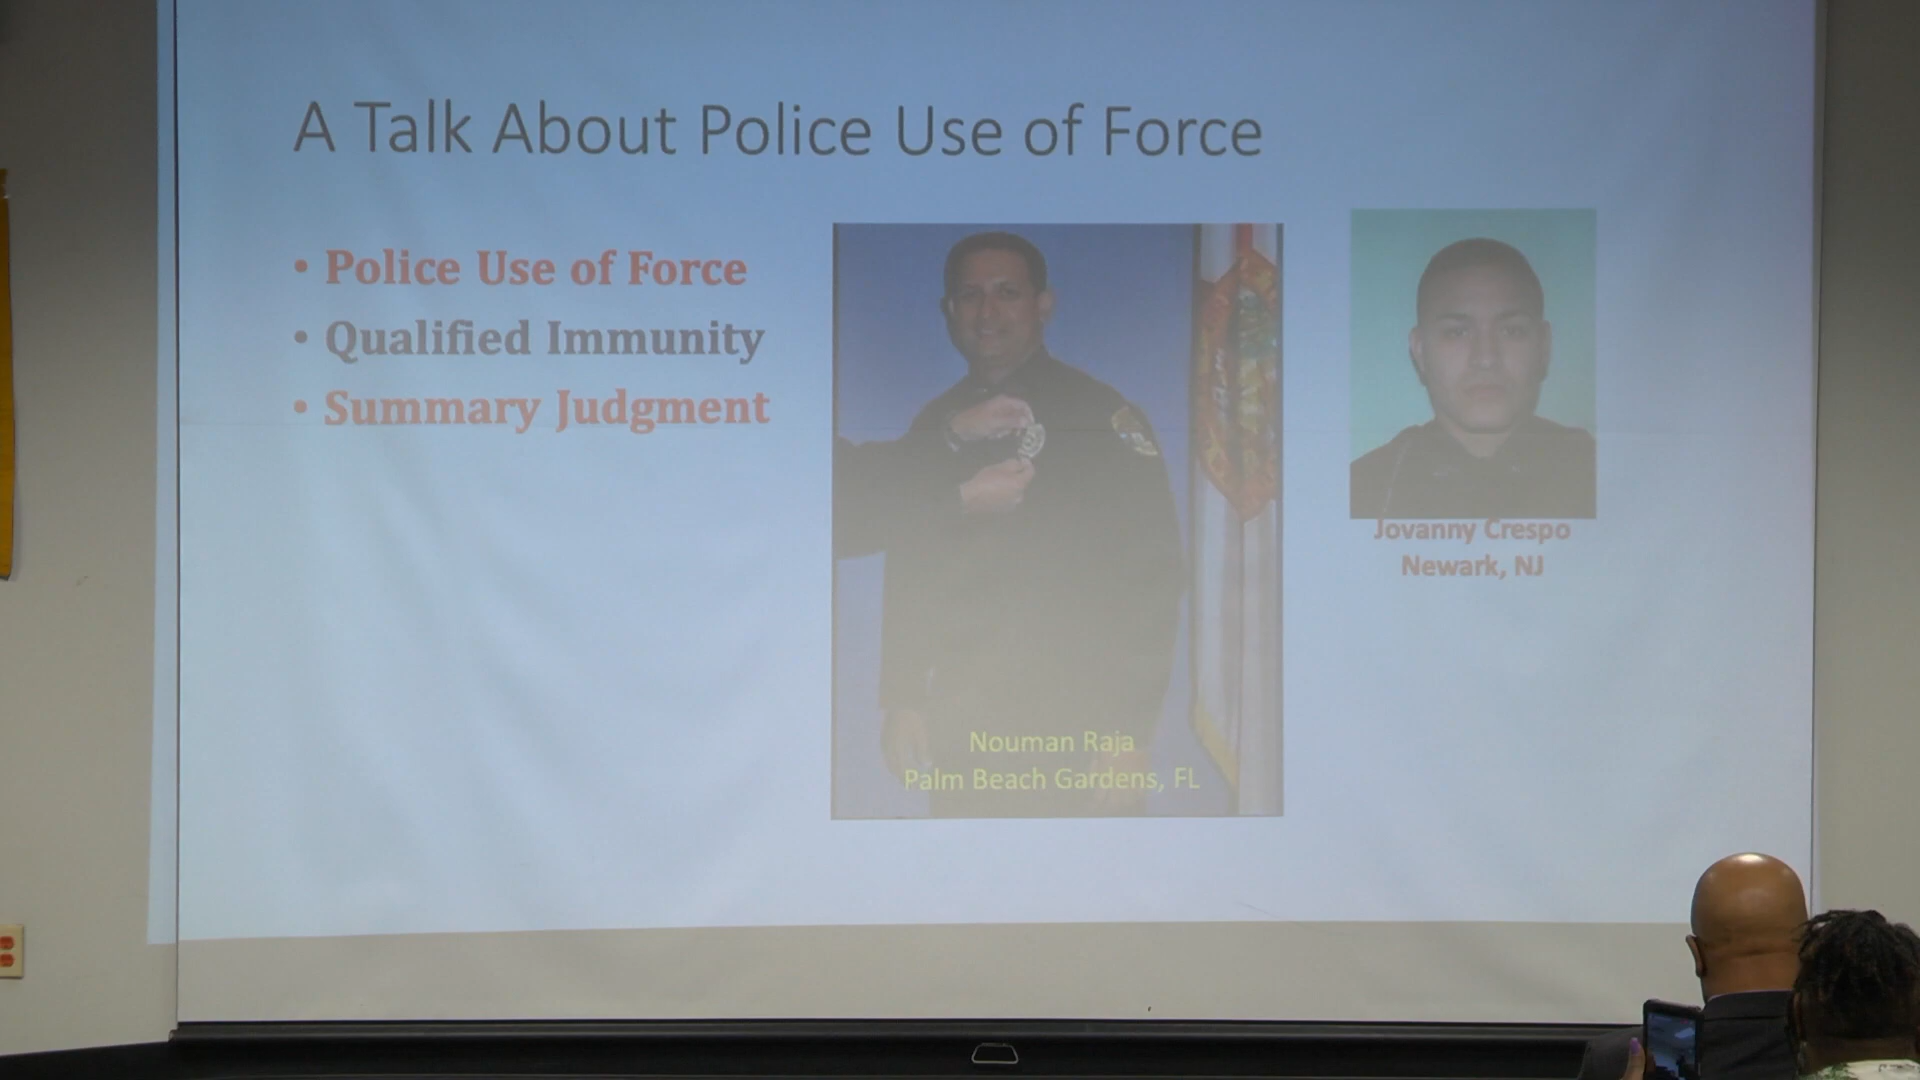 A Talk About Police Use of Force
• Police Use of Force
• Qualified Immunity
• Summary Judgment
Jovanny Crespo
Newark, NJ
Nouman Raja
Palm Beach Gardens, FL